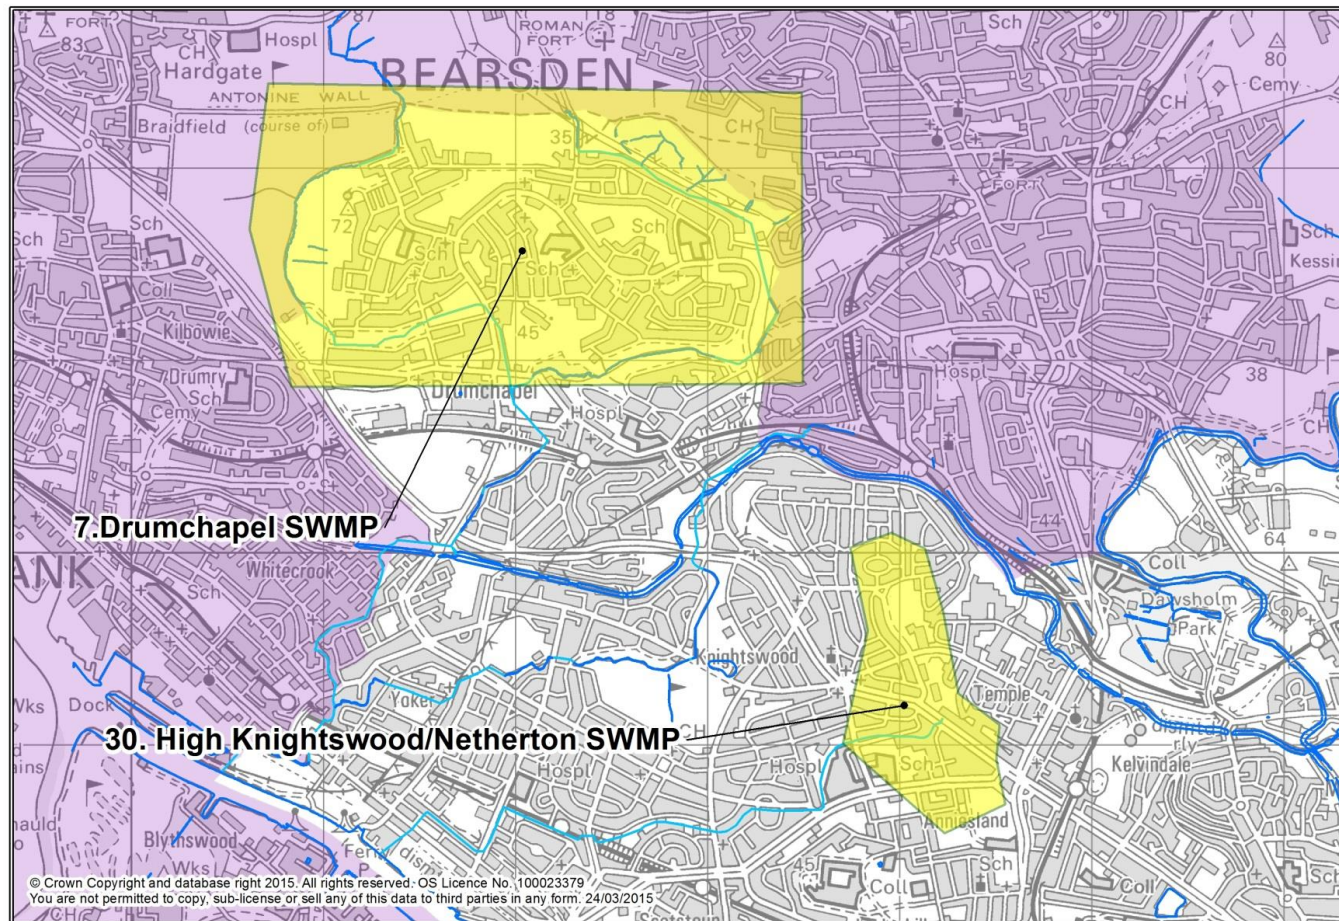 FORT
83
Hospl
CH
Hardgate
ROMAN
FORT
18
Sch
80
Cemy
BEARSDEN
CH
ANTONINE WALL
Braidfield (course of)
35
CH
FORT
Sch
72
Sch
Sch
Sch
Sch
Coll
Sch
Kessin
Kilbowie
45
Hospl
38
Drumry
Sch
Cemy
Drumchapel
Hospl
CH
7.Drumchapel SWMP
44
64
ANK
Whitecrook
Coll
Sch
Dawsholm
Park
Knightswood
Temple
Wks
Dock
Yoker
30. High Knightswood/Netherton SWMP
CH
Hospl
Hospl
Sch
Kelvindale
Blythswood
Anniesland
Wks
Ferry
P
45
Sch
Coll
Coll
CH
© Crown Copyright and database right 2015. All rights reserved. OS Licence No. 100023379
You are not permitted to copy, sub-license or sell any of this data to third parties in any form. 24/03/2015